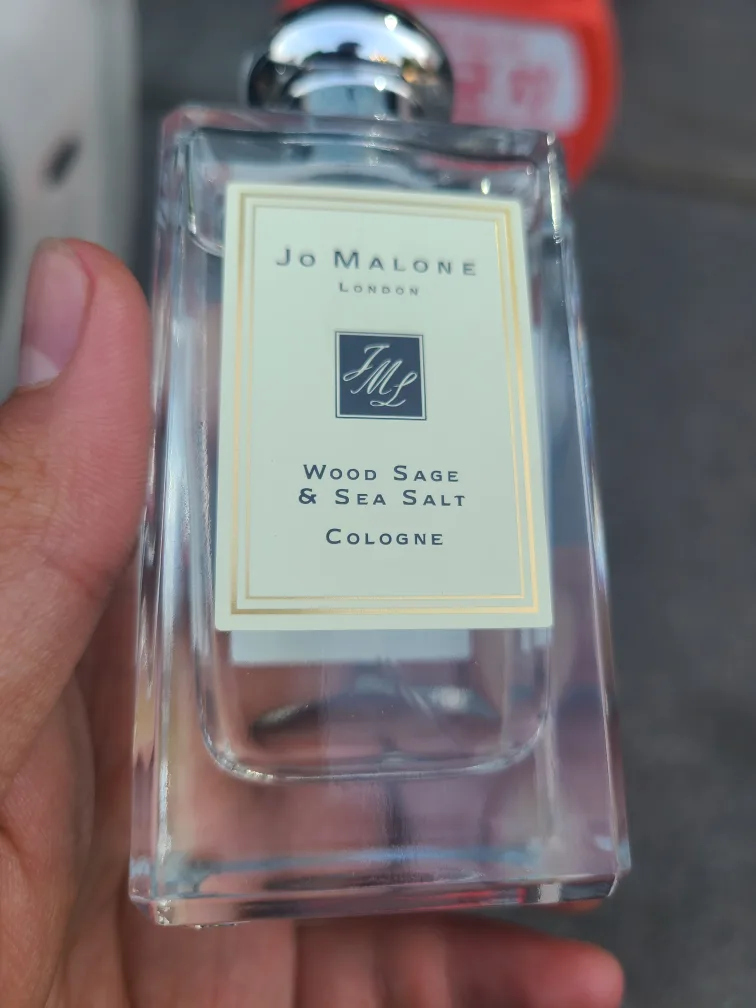 Jo Malone
London
JML
Wood Sage
& Sea Salt
Cologne